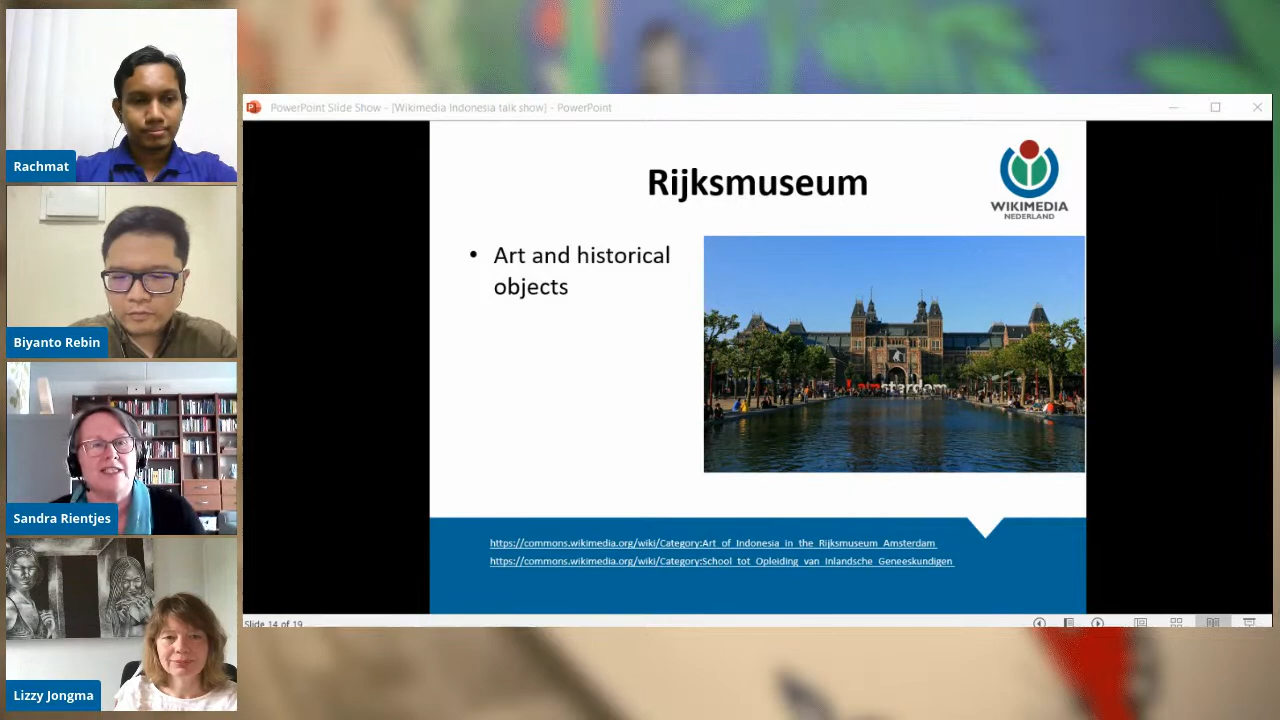 Rachmat
Biyanto Rebin
Sandra Rientjes
Lizzy Jongma
PowerPoint Slide Show - [Wikimedia Indonesia talk show] - PowerPoint
Rijksmuseum
WIKIMEDIA
NEDERLAND
• Art and historical
objects
I amsterdam
https://commons.wikimedia.org/wiki/Category:Art_of_Indonesia_in_the_Rijksmuseum_Amsterdam
https://commons.wikimedia.org/wiki/Category:School_tot_Opleiding_van_Inlandsche_Geneeskundigen
Slide 14 of 19